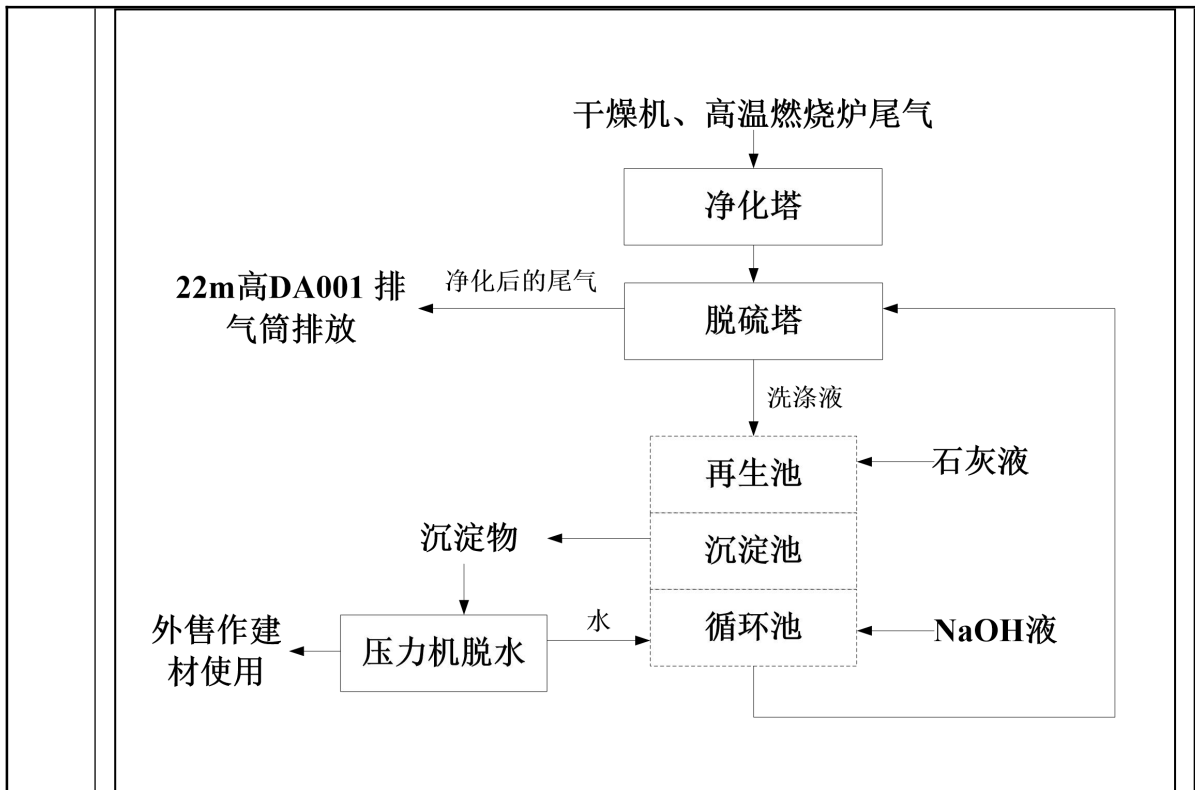 干燥机、高温燃烧炉尾气
净化塔
净化后的尾气
22m高DA001 排
气筒排放
脱硫塔
洗涤液
再生池
石灰液
沉淀物
沉淀池
外售作建
材使用
压力机脱水
水
循环池
NaOH液